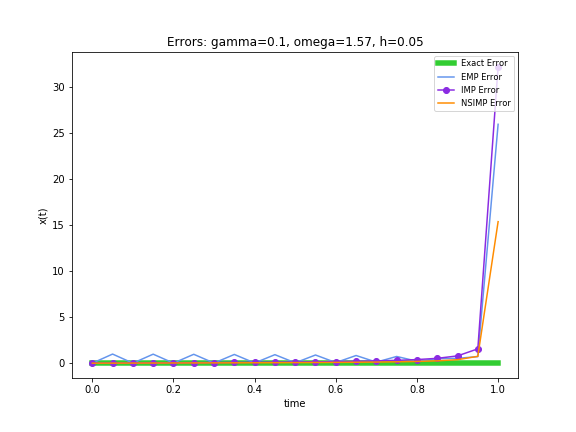 Errors: gamma=0.1, omega=1.57, h=0.05
Exact Error
EMP Error
IMP Error
NSIMP Error
x(t)
30
25
20
15
10
5
0
0.0 0.2 0.4 0.6 0.8 1.0
time